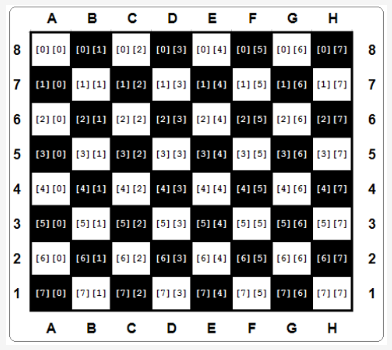 A B C D E F G H
8 [0][0] [0][1] [0][2] [0][3] [0][4] [0][5] [0][6] [0][7] 8
7 [1][0] [1][1] [1][2] [1][3] [1][4] [1][5] [1][6] [1][7] 7
6 [2][0] [2][1] [2][2] [2][3] [2][4] [2][5] [2][6] [2][7] 6
5 [3][0] [3][1] [3][2] [3][3] [3][4] [3][5] [3][6] [3][7] 5
4 [4][0] [4][1] [4][2] [4][3] [4][4] [4][5] [4][6] [4][7] 4
3 [5][0] [5][1] [5][2] [5][3] [5][4] [5][5] [5][6] [5][7] 3
2 [6][0] [6][1] [6][2] [6][3] [6][4] [6][5] [6][6] [6][7] 2
1 [7][0] [7][1] [7][2] [7][3] [7][4] [7][5] [7][6] [7][7] 1
A B C D E F G H